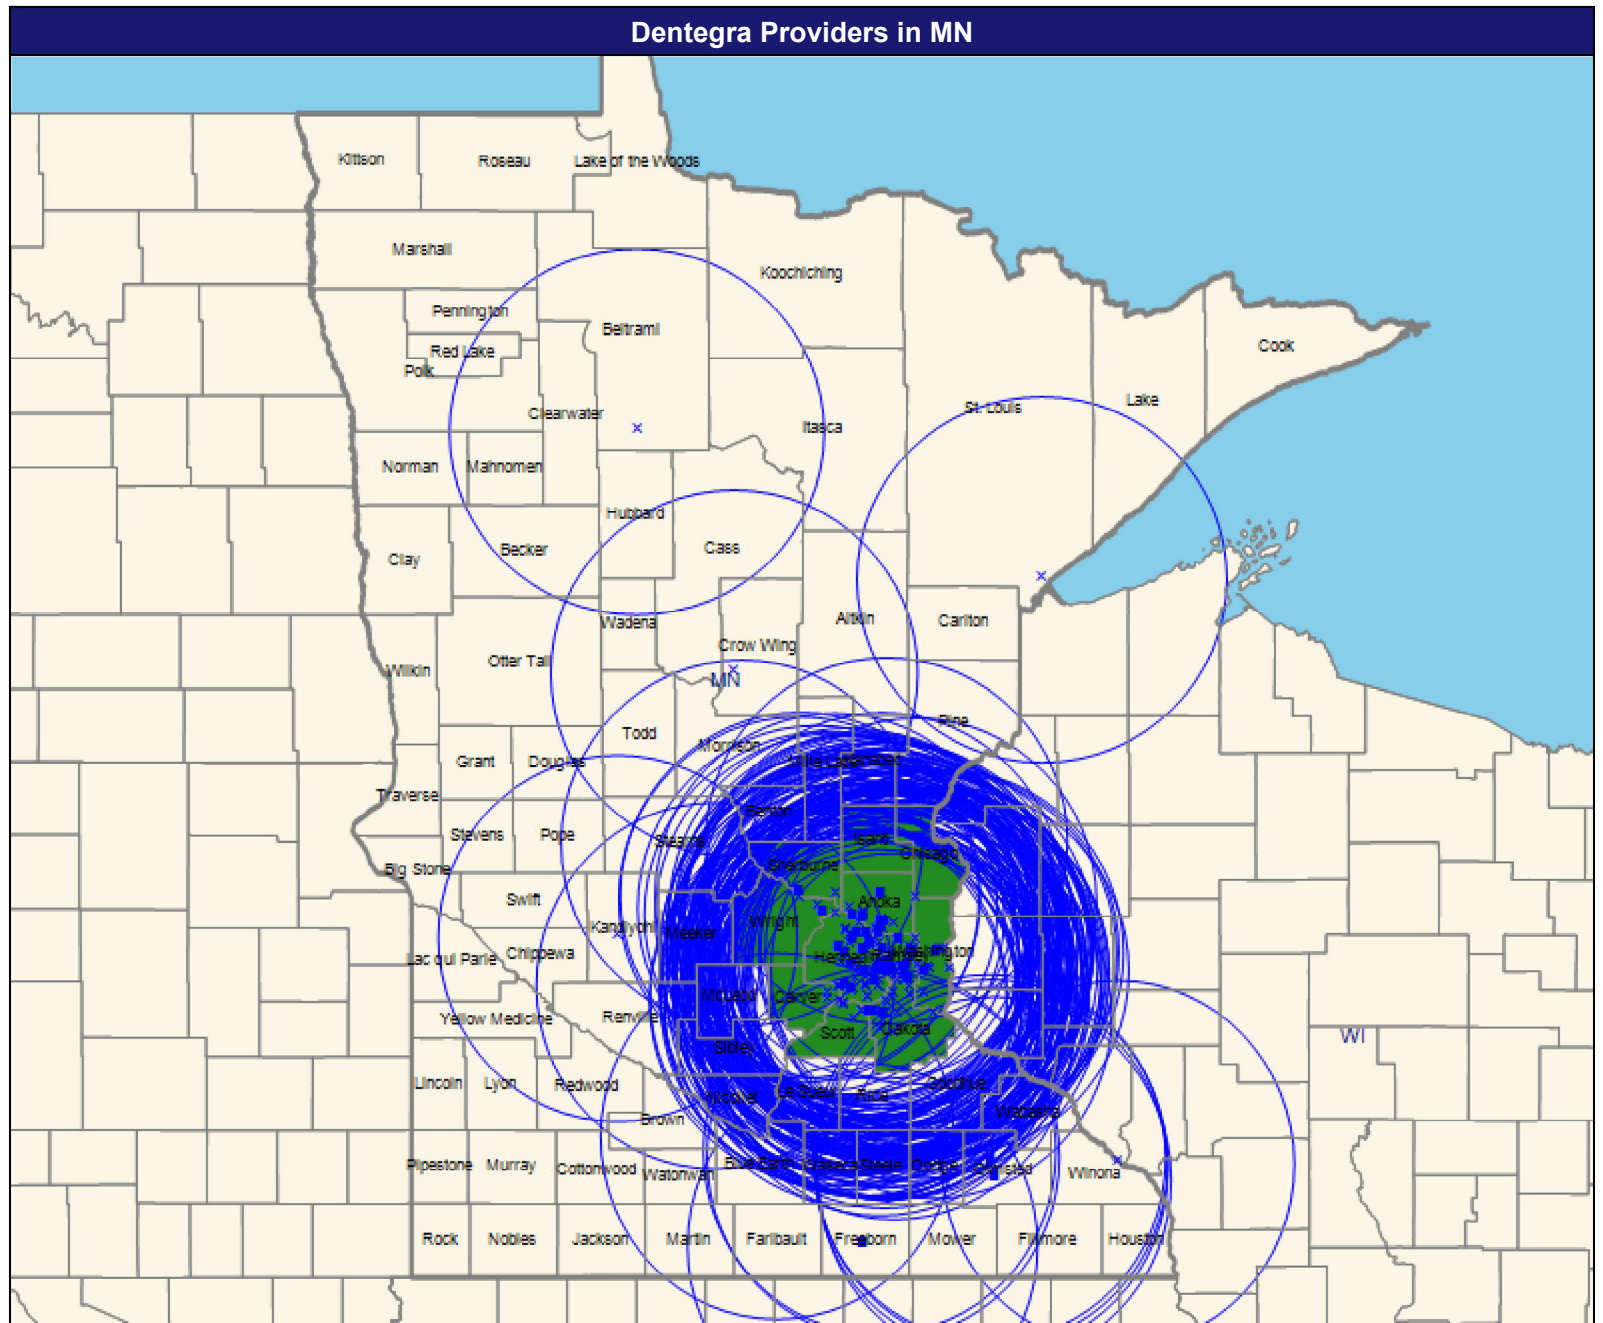 Dentegra Providers in MN
Kittson
Roseau
Lake of the Woods
Marshall
Koochiching
Pennington
Beltrami
Red Lake
Polk
Cook
Lake
St. Louis
Clearwater
Itasca
Norman
Mahnomen
Hubbard
Cass
Becker
Clay
Wadena
Aitkin
Carlton
Crow Wing
Otter Tail
Wilkin
MN
Pine
Todd
Morrison
Grant
Douglas
Mille Lacs
Kanabec
Traverse
Benton
Stevens
Pope
Stearns
Isanti
Chisago
Sherburne
Big Stone
Swift
Anoka
Wright
Kandiyohi
Meeker
Lac qui Parle
Chippewa
Hennepin
Ramsey
Washington
McLeod
Carver
Yellow Medicine
Renville
Scott
Dakota
WI
Sibley
Lincoln
Lyon
Redwood
Nicollet
Le Sueur
Rice
Goodhue
Wabasha
Brown
Pipestone
Murray
Cottonwood
Watonwan
Blue Earth
Waseca
Steele
Dodge
Olmsted
Winona
Rock
Nobles
Jackson
Martin
Faribault
Freeborn
Mower
Fillmore
Houston